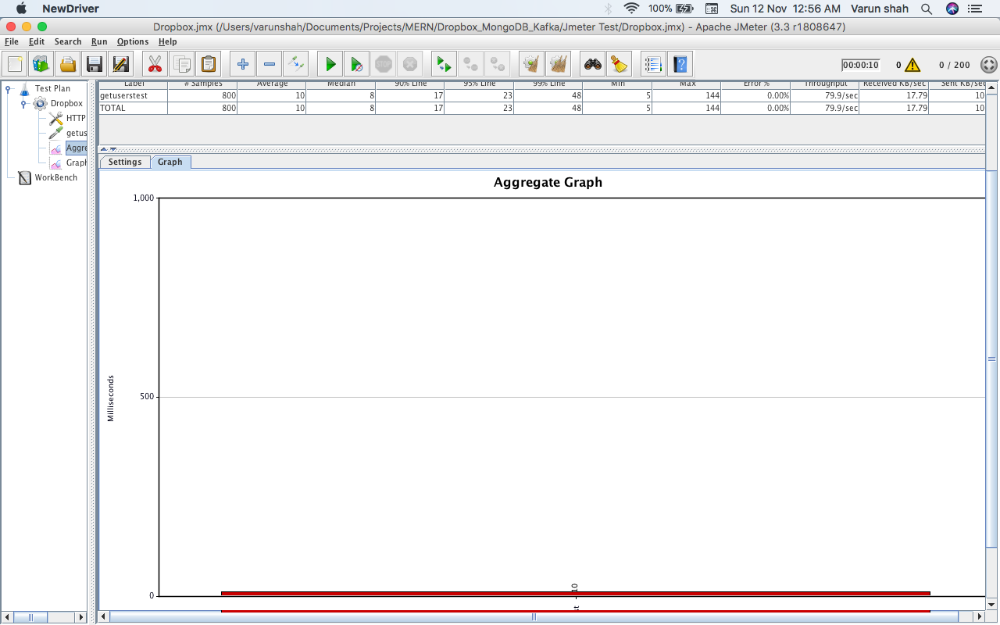 NewDriver 100% Sun 12 Nov 12:56 AM Varun shah
Dropbox.jmx (/Users/varunshah/Documents/Projects/MERN/Dropbox_MongoDB_Kafka/Jmeter Test/Dropbox.jmx) - Apache JMeter (3.3 r1808647)
File Edit Search Run Options Help
STOP 00:00:10 0 0 / 200
Test Plan
Dropbox
HTTP
getus
Aggre
Graph
WorkBench
Label # Samples Average Median 90% Line 95% Line 99% Line Min Max Error % Throughput Received KB/sec Sent KB/sec
getuserstest 800 10 8 17 23 48 5 144 0.00% 79.9/sec 17.79 10
TOTAL 800 10 8 17 23 48 5 144 0.00% 79.9/sec 17.79 10
Settings Graph
Aggregate Graph
1,000
500
Milliseconds
0
10